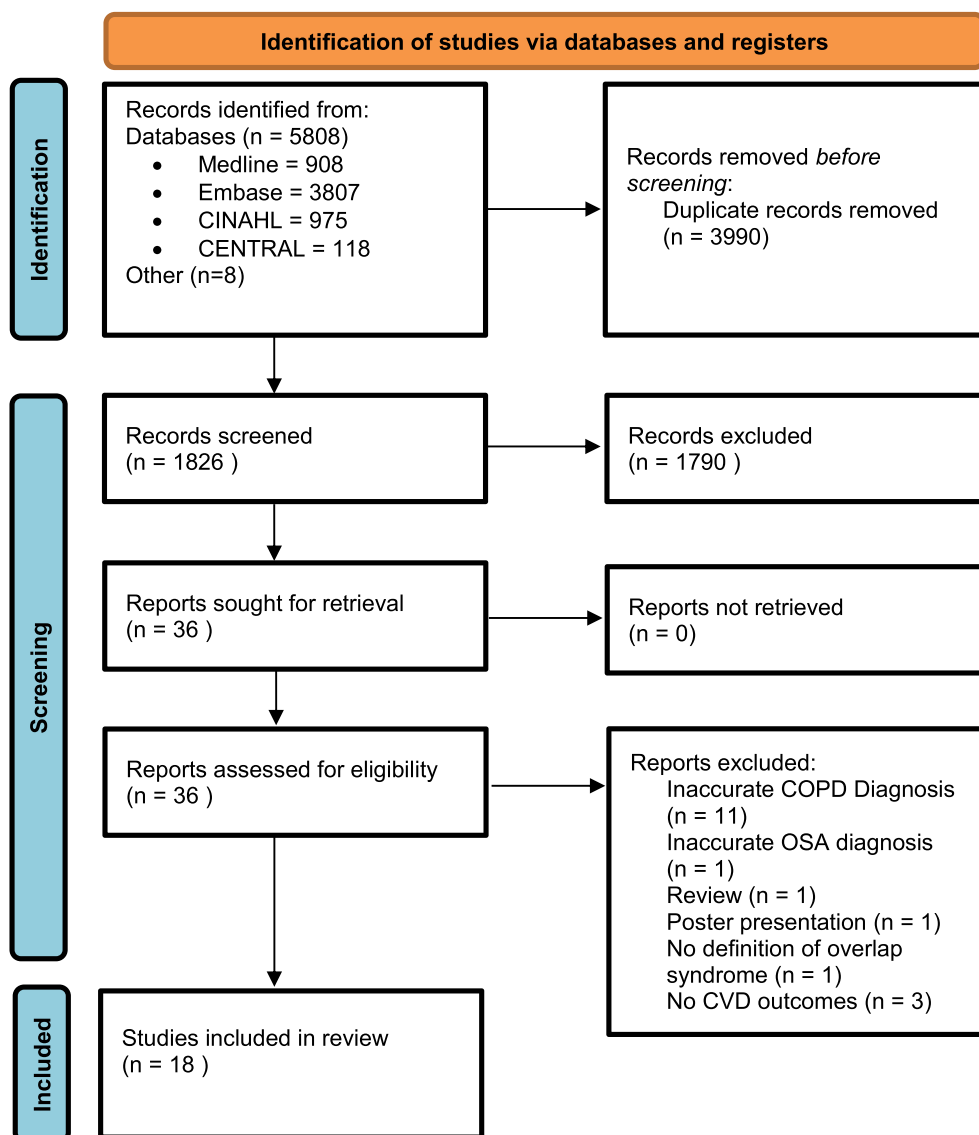 Identification of studies via databases and registers
Identification
Records identified from:
Databases (n = 5808)
• Medline = 908
• Embase = 3807
• CINAHL = 975
• CENTRAL = 118
Other (n=8)
Records removed before
screening:
Duplicate records removed
(n = 3990)
Screening
Records screened
(n = 1826 )
Records excluded
(n = 1790 )
Reports sought for retrieval
(n = 36 )
Reports not retrieved
(n = 0)
Reports assessed for eligibility
(n = 36 )
Reports excluded:
Inaccurate COPD Diagnosis
(n = 11)
Inaccurate OSA diagnosis
(n = 1)
Review (n = 1)
Poster presentation (n = 1)
No definition of overlap
syndrome (n = 1)
No CVD outcomes (n = 3)
Included
Studies included in review
(n = 18 )